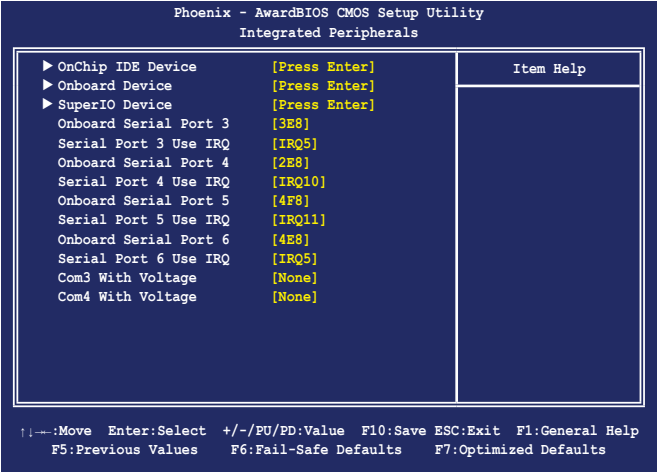 Phoenix - AwardBIOS CMOS Setup Utility
Integrated Peripherals
▶ OnChip IDE Device [Press Enter]
▶ Onboard Device [Press Enter]
▶ SuperIO Device [Press Enter]
Onboard Serial Port 3 [3E8]
Serial Port 3 Use IRQ [IRQ5]
Onboard Serial Port 4 [2E8]
Serial Port 4 Use IRQ [IRQ10]
Onboard Serial Port 5 [4F8]
Serial Port 5 Use IRQ [IRQ11]
Onboard Serial Port 6 [4E8]
Serial Port 6 Use IRQ [IRQ5]
Com3 With Voltage [None]
Com4 With Voltage [None]
Item Help
↑↓→←:Move Enter:Select +/-/PU/PD:Value F10:Save ESC:Exit F1:General Help
F5:Previous Values F6:Fail-Safe Defaults F7:Optimized Defaults